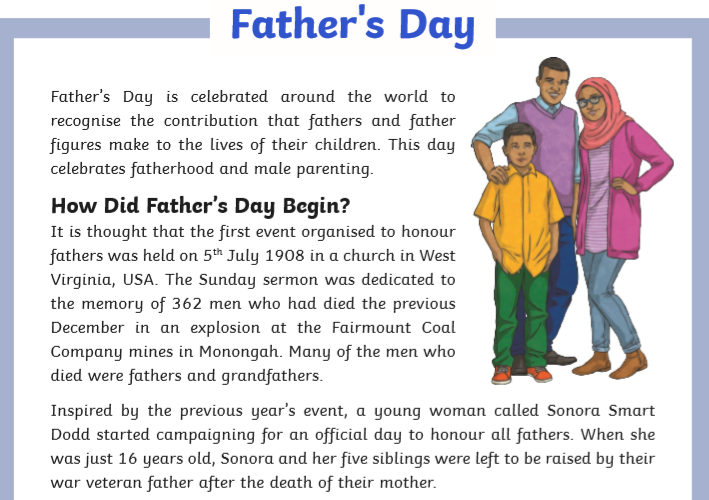 Father's Day
Father's Day is celebrated around the world to
recognise the contribution that fathers and father
figures make to the lives of their children. This day
celebrates fatherhood and male parenting.
How Did Father's Day Begin?
It is thought that the first event organised to honour
fathers was held on 5th July 1908 in a church in West
Virginia, USA. The Sunday sermon was dedicated to
the memory of 362 men who had died the previous
December in an explosion at the Fairmount Coal
Company mines in Monongah. Many of the men who
died were fathers and grandfathers.
Inspired by the previous year's event, a young woman called Sonora Smart
Dodd started campaigning for an official day to honour all fathers. When she
was just 16 years old, Sonora and her five siblings were left to be raised by their
war veteran father after the death of their mother.